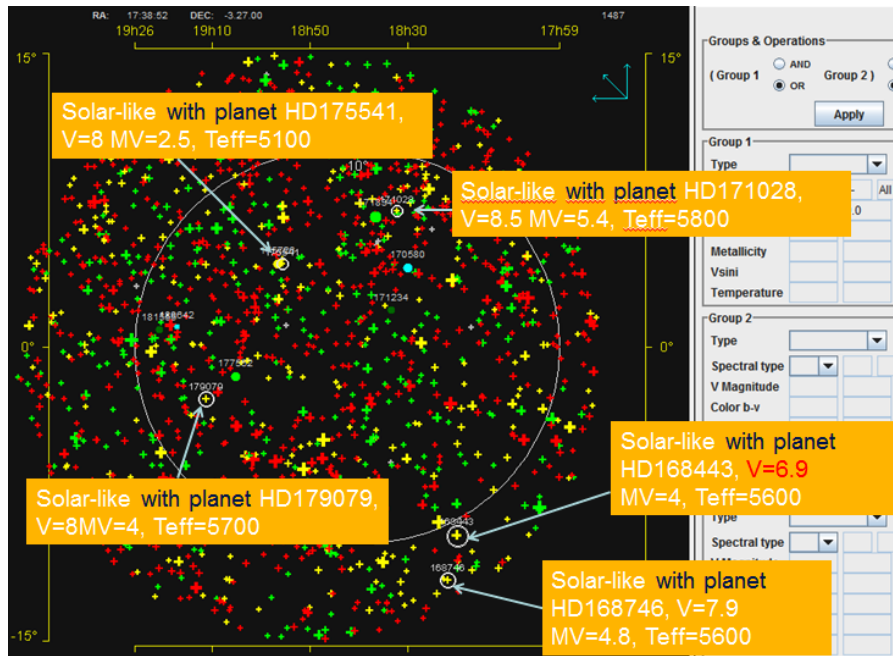 RA: 17:38:52 DEC: -3.27.00 1487
19h26 19h10 18h50 18h30 17h59
15° 15°
Groups & Operations
AND
( Group 1 Group 2 )
OR
Apply
Solar-like with planet HD175541,
V=8 MV=2.5, Teff=5100
10°
Group 1
Type
All
Solar-like with planet HD171028,
V=8.5 MV=5.4, Teff=5800
170580
Metallicity
Vsini
Temperature
171234
Group 2
0° 0°
Type
Spectral type
V Magnitude
Color b-v
179079
Solar-like with planet
HD168443, V=6.9
MV=4, Teff=5600
Solar-like with planet HD179079,
V=8MV=4, Teff=5700
Type
Spectral type
168746
Solar-like with planet
HD168746, V=7.9
MV=4.8, Teff=5600
-15°